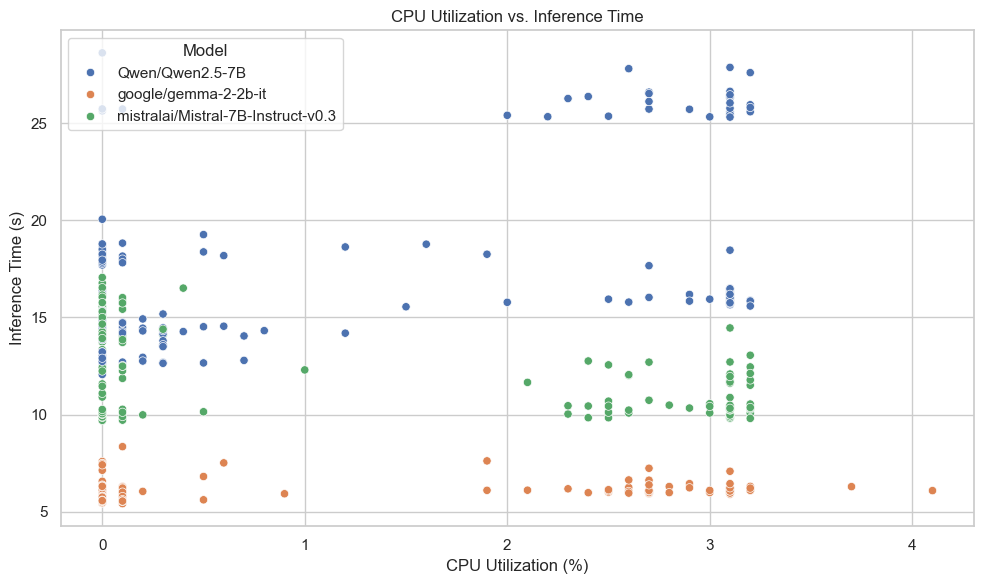 CPU Utilization vs. Inference Time
Model
Qwen/Qwen2.5-7B
google/gemma-2-2b-it
mistralai/Mistral-7B-Instruct-v0.3
Inference Time (s)
25
20
15
10
5
0
1
2
3
4
CPU Utilization (%)